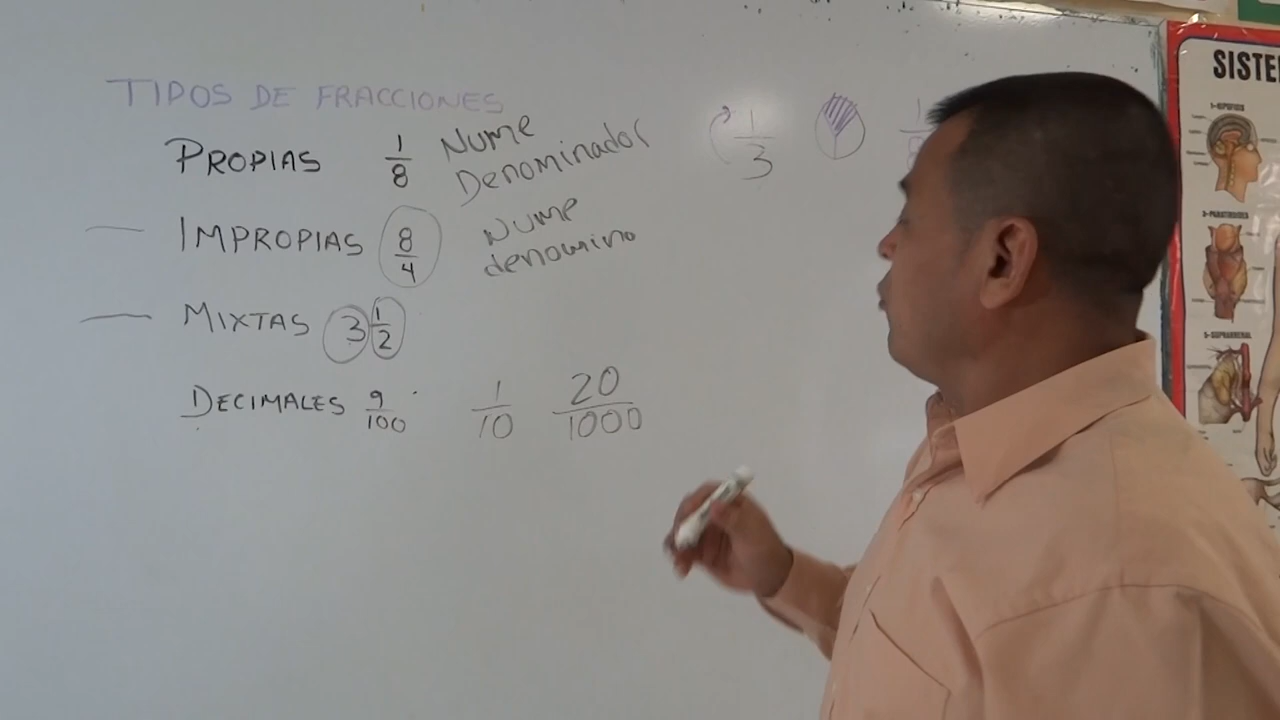 TIPOS DE FRACCIONES
PROPIAS 1/8 Nume
Denominador
IMPROPIAS 8/4 Nume
denomino
MIXTAS 3 1/2
DECIMALES 9/100 1/10 20/1000
1/3
SISTE